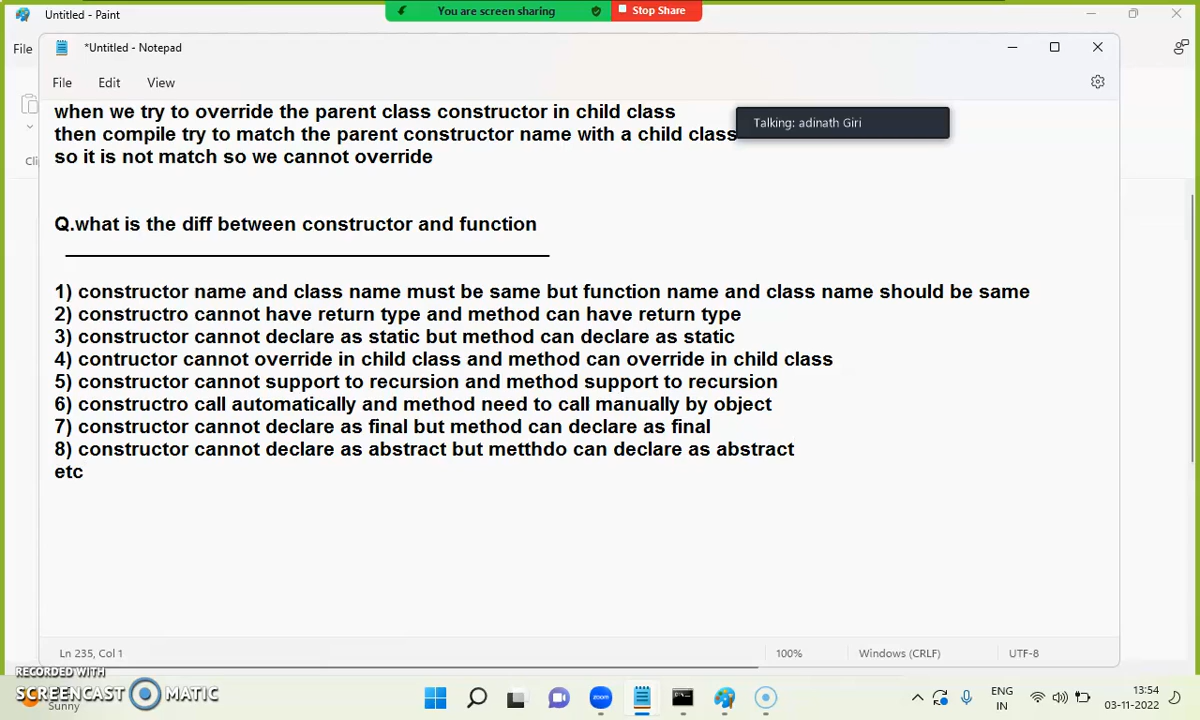 Untitled - Paint
You are screen sharing
Stop Share
File
*Untitled - Notepad
File Edit View
when we try to override the parent class constructor in child class
then compile try to match the parent constructor name with a child class
Talking: adinath Giri
so it is not match so we cannot override
Cli
Q.what is the diff between constructor and function
1) constructor name and class name must be same but function name and class name should be same
2) constructro cannot have return type and method can have return type
3) constructor cannot declare as static but method can declare as static
4) contructor cannot override in child class and method can override in child class
5) constructor cannot support to recursion and method support to recursion
6) constructro call automatically and method need to call manually by object
7) constructor cannot declare as final but method can declare as final
8) constructor cannot declare as abstract but metthdo can declare as abstract
etc
Ln 235, Col 1
100%
Windows (CRLF)
UTF-8
RECORDED WITH
SCREENCAST MATIC
Sunny
zoom
ENG
IN
13:54
03-11-2022